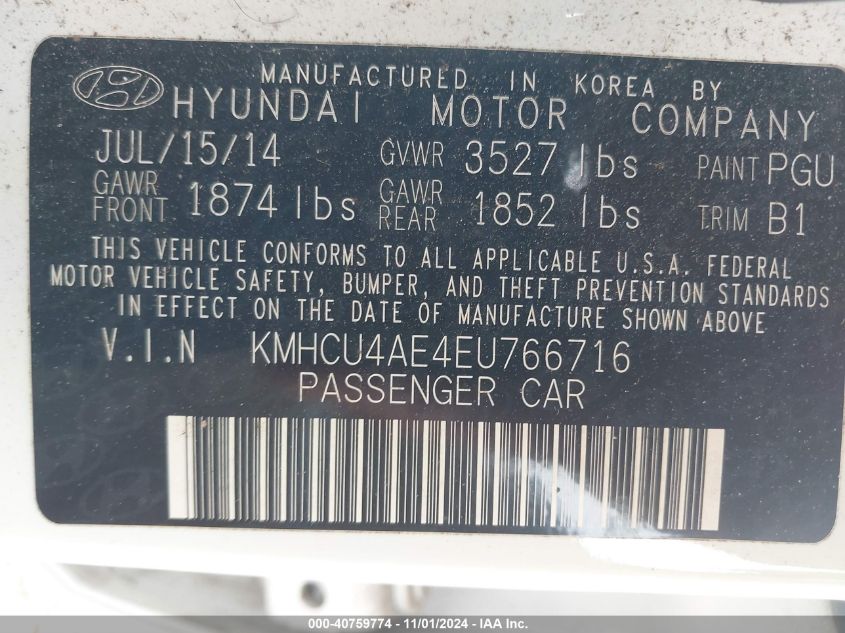 MANUFACTURED IN KOREA BY
HYUNDAI MOTOR COMPANY
JUL/15/14 GVWR 3527 lbs PAINT PGU
GAWR FRONT 1874 lbs GAWR REAR 1852 lbs TRIM B1
THIS VEHICLE CONFORMS TO ALL APPLICABLE U.S.A. FEDERAL
MOTOR VEHICLE SAFETY, BUMPER, AND THEFT PREVENTION STANDARDS
IN EFFECT ON THE DATE OF MANUFACTURE SHOWN ABOVE
V.I.N KMHCU4AE4EU766716
PASSENGER CAR
000-40759774 - 11/01/2024 - IAA Inc.